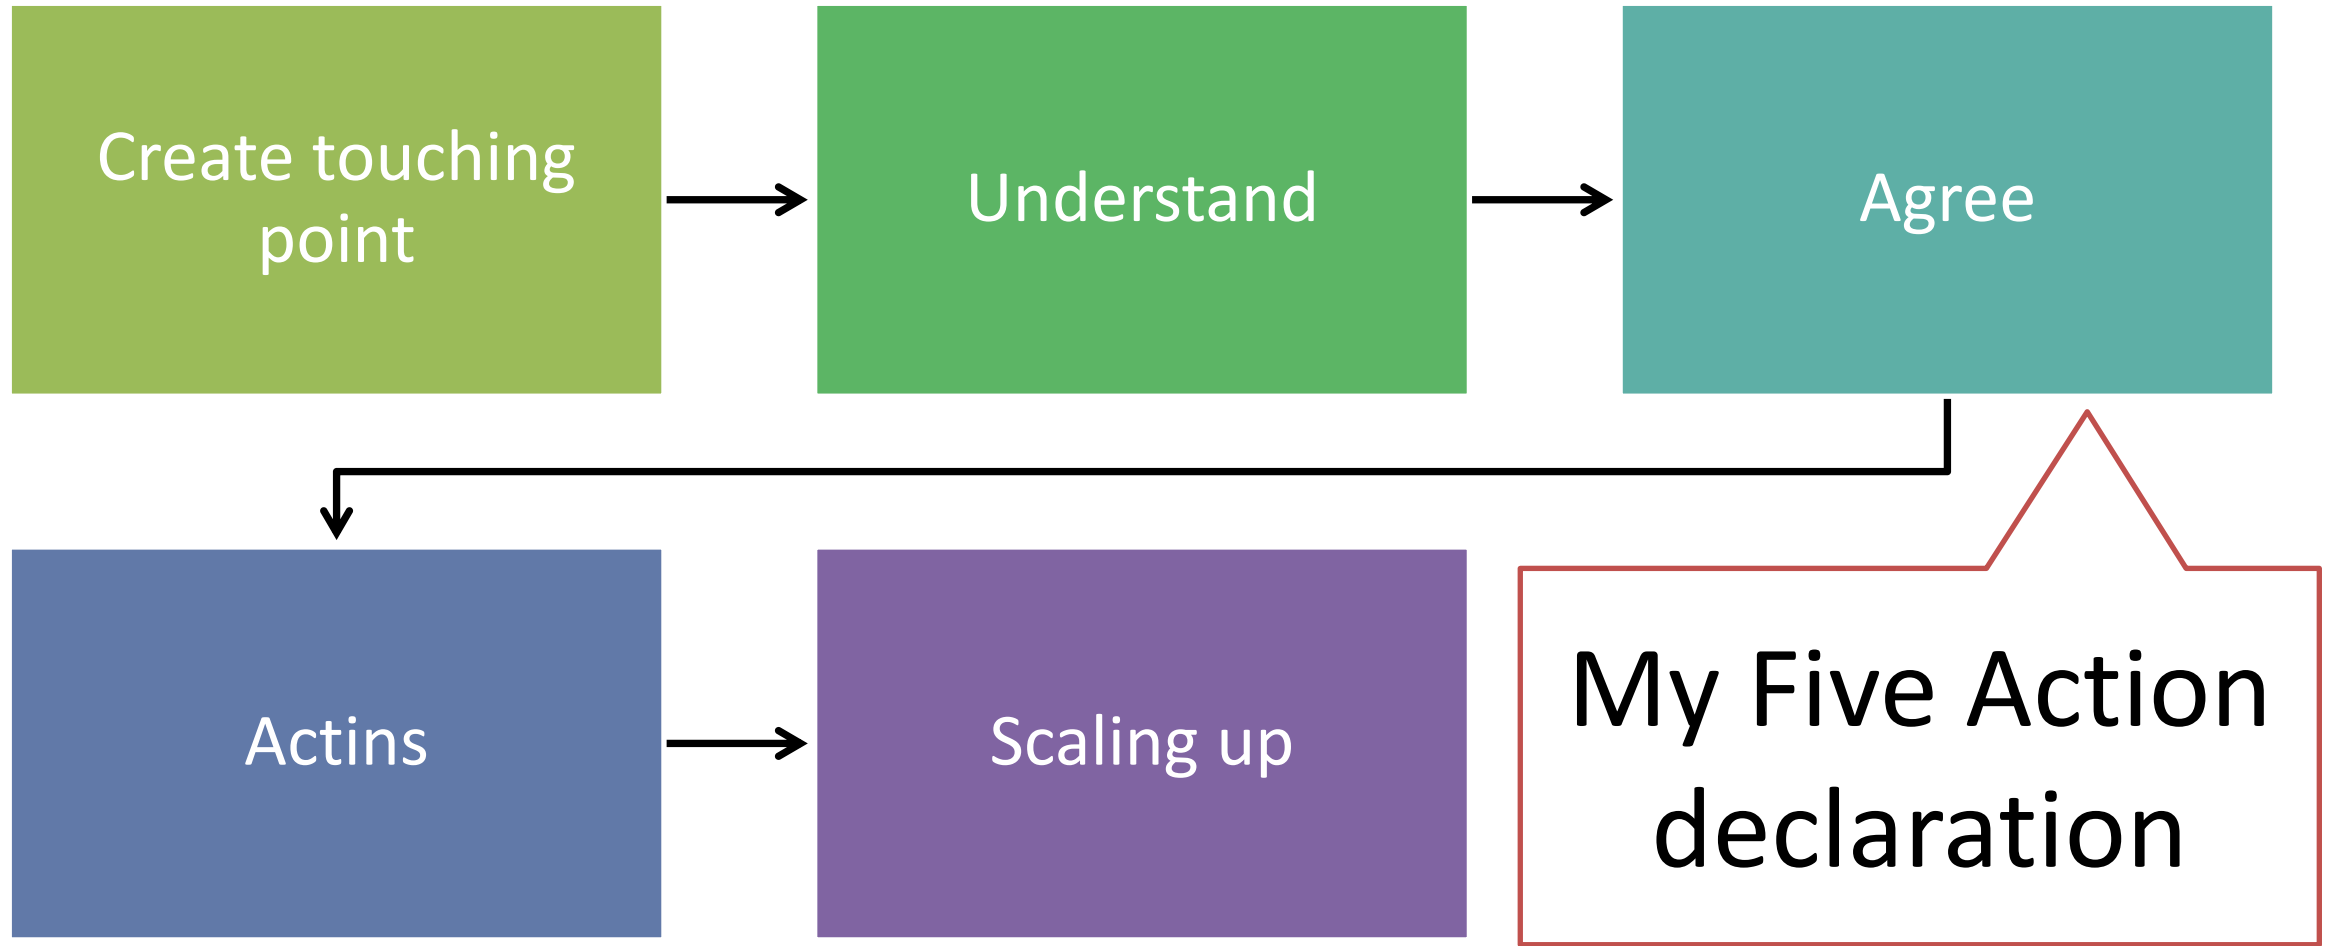 Create touching
point
Understand
Agree
Actins
Scaling up
My Five Action
declaration